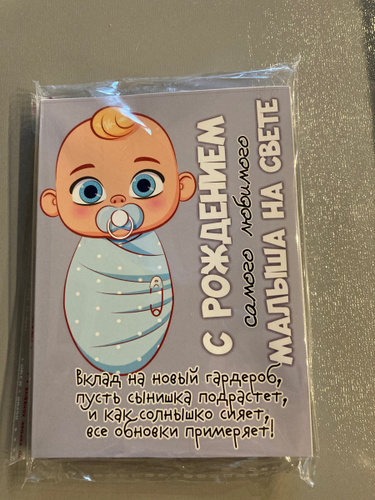 С РОЖДЕНИЕМ
самого любимого
МАЛЫША НА СВЕТЕ
Вклад на новый гардероб,
пусть сынишка подрастет,
и как солнышко сияет,
все обновки примеряет!